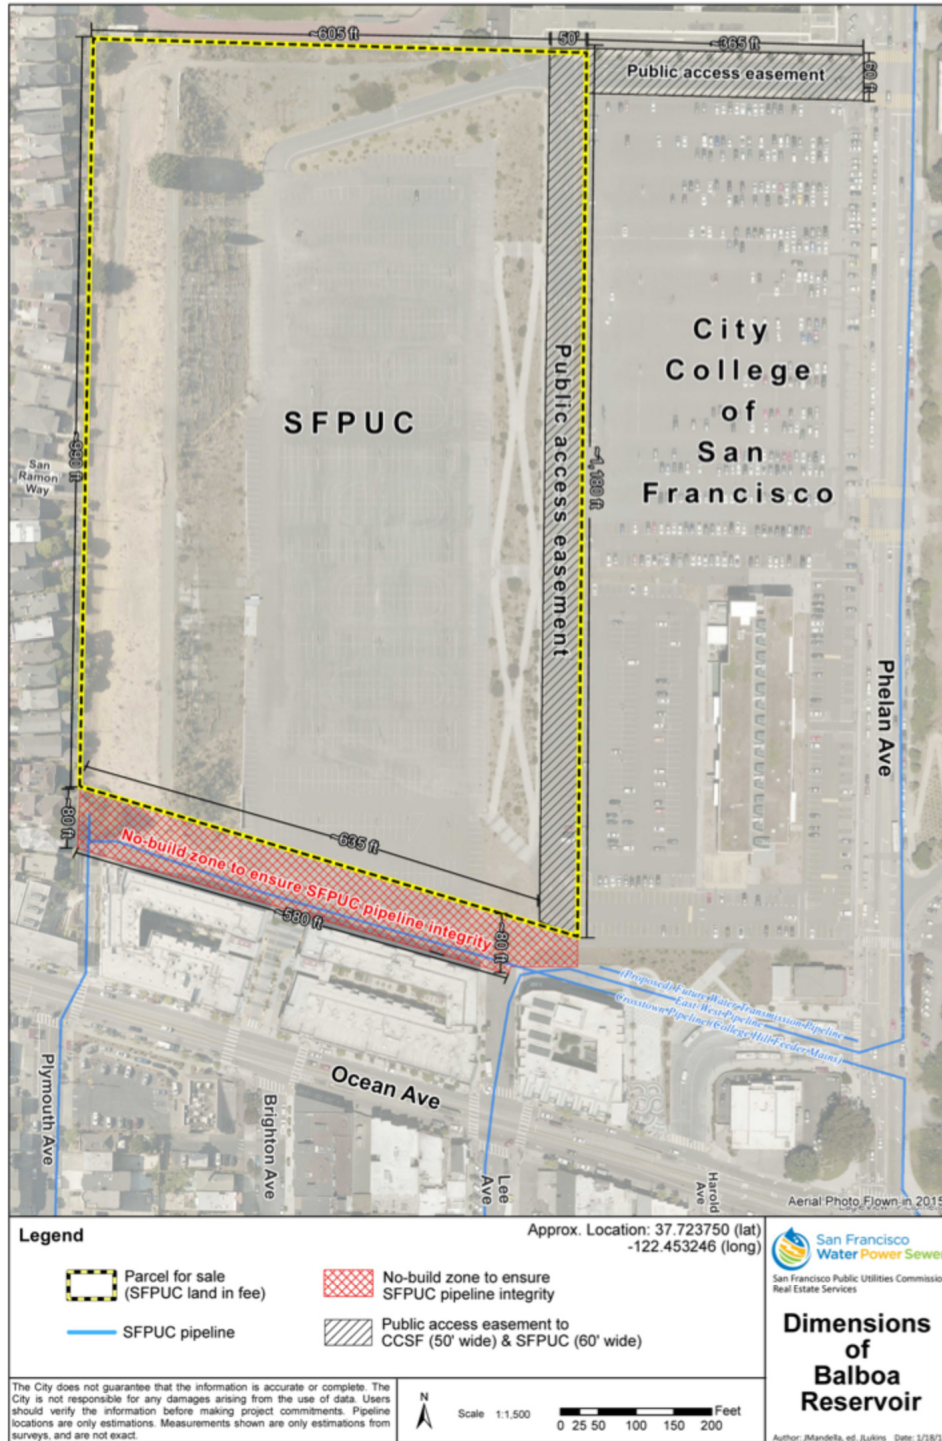 ~605 ft
50'
~365 ft
Public access easement
60 ft
City
College
of
San
Francisco
SFPUC
Public access easement
~990 ft
San
Ramon
Way
~1,180 ft
Phelan Ave
~80 ft
~635 ft
No-build zone to ensure SFPUC pipeline integrity
~580 ft
~80 ft
(Proposed) Future Water Transmission Pipeline
East West Pipeline
Crosstown Pipeline (College Hill Feeder Mains)
Ocean Ave
Plymouth Ave
Brighton Ave
Lee
Ave
Harold
Ave
Aerial Photo Flown in 2015
Legend
Approx. Location: 37.723750 (lat)
-122.453246 (long)
Parcel for sale
(SFPUC land in fee)
No-build zone to ensure
SFPUC pipeline integrity
SFPUC pipeline
Public access easement to
CCSF (50' wide) & SFPUC (60' wide)
San Francisco
Water Power Sewer
San Francisco Public Utilities Commissio
Real Estate Services
Dimensions
of
Balboa
Reservoir
The City does not guarantee that the information is accurate or complete. The
City is not responsible for any damages arising from the use of data. Users
should verify the information before making project commitments. Pipeline
locations are only estimations. Measurements shown are only estimations from
surveys, and are not exact.
N
Scale 1:1,500
Feet
0 25 50 100 150 200
Author: JMandella, ed. JLukins Date: 1/18/1